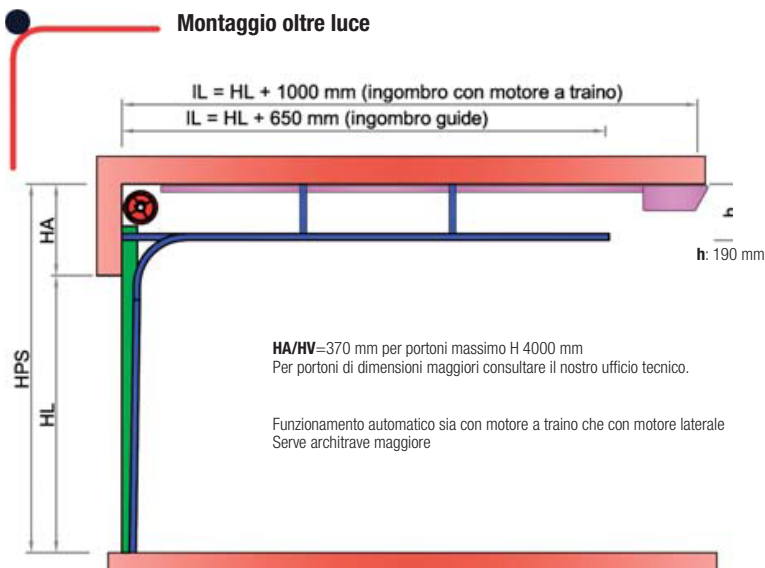 Montaggio oltre luce
IL = HL + 1000 mm (ingombro con motore a traino)
IL = HL + 650 mm (ingombro guide)
HA
h
h: 190 mm
HPS
HL
HA/HV=370 mm per portoni massimo H 4000 mm
Per portoni di dimensioni maggiori consultare il nostro ufficio tecnico.
Funzionamento automatico sia con motore a traino che con motore laterale
Serve architrave maggiore